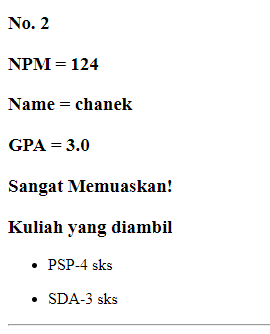 No. 2
NPM = 124
Name = chanek
GPA = 3.0
Sangat Memuaskan!
Kuliah yang diambil
• PSP-4 sks
• SDA-3 sks